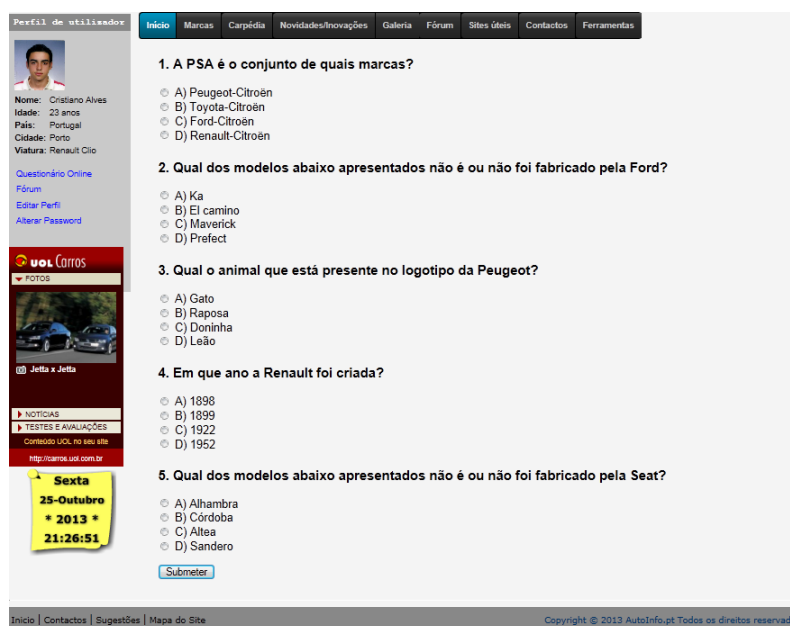 Perfil de utilizador
Inicio Marcas Carpédia Novidades/Inovações Galeria Fórum Sites úteis Contactos Ferramentas
Nome: Cristiano Alves
Idade: 23 anos
Pais: Portugal
Cidade: Porto
Viatura: Renault Clio
Questionário Online
Fórum
Editar Perfil
Alterar Password
UOL Carros
FOTOS
Jetta x Jetta
NOTÍCIAS
TESTES E AVALIAÇÕES
Conteúdo UOL no seu site
http://carros.uol.com.br
Sexta
25-Outubro
* 2013 *
21:26:51
1. A PSA é o conjunto de quais marcas?
A) Peugeot-Citroën
B) Toyota-Citroën
C) Ford-Citroën
D) Renault-Citroën
2. Qual dos modelos abaixo apresentados não é ou não foi fabricado pela Ford?
A) Ka
B) El camino
C) Maverick
D) Prefect
3. Qual o animal que está presente no logotipo da Peugeot?
A) Gato
B) Raposa
C) Doninha
D) Leão
4. Em que ano a Renault foi criada?
A) 1898
B) 1899
C) 1922
D) 1952
5. Qual dos modelos abaixo apresentados não é ou não foi fabricado pela Seat?
A) Alhambra
B) Córdoba
C) Altea
D) Sandero
Submeter
Inicio | Contactos | Sugestões | Mapa do Site
Copyright © 2013 AutoInfo.pt Todos os direitos reservad